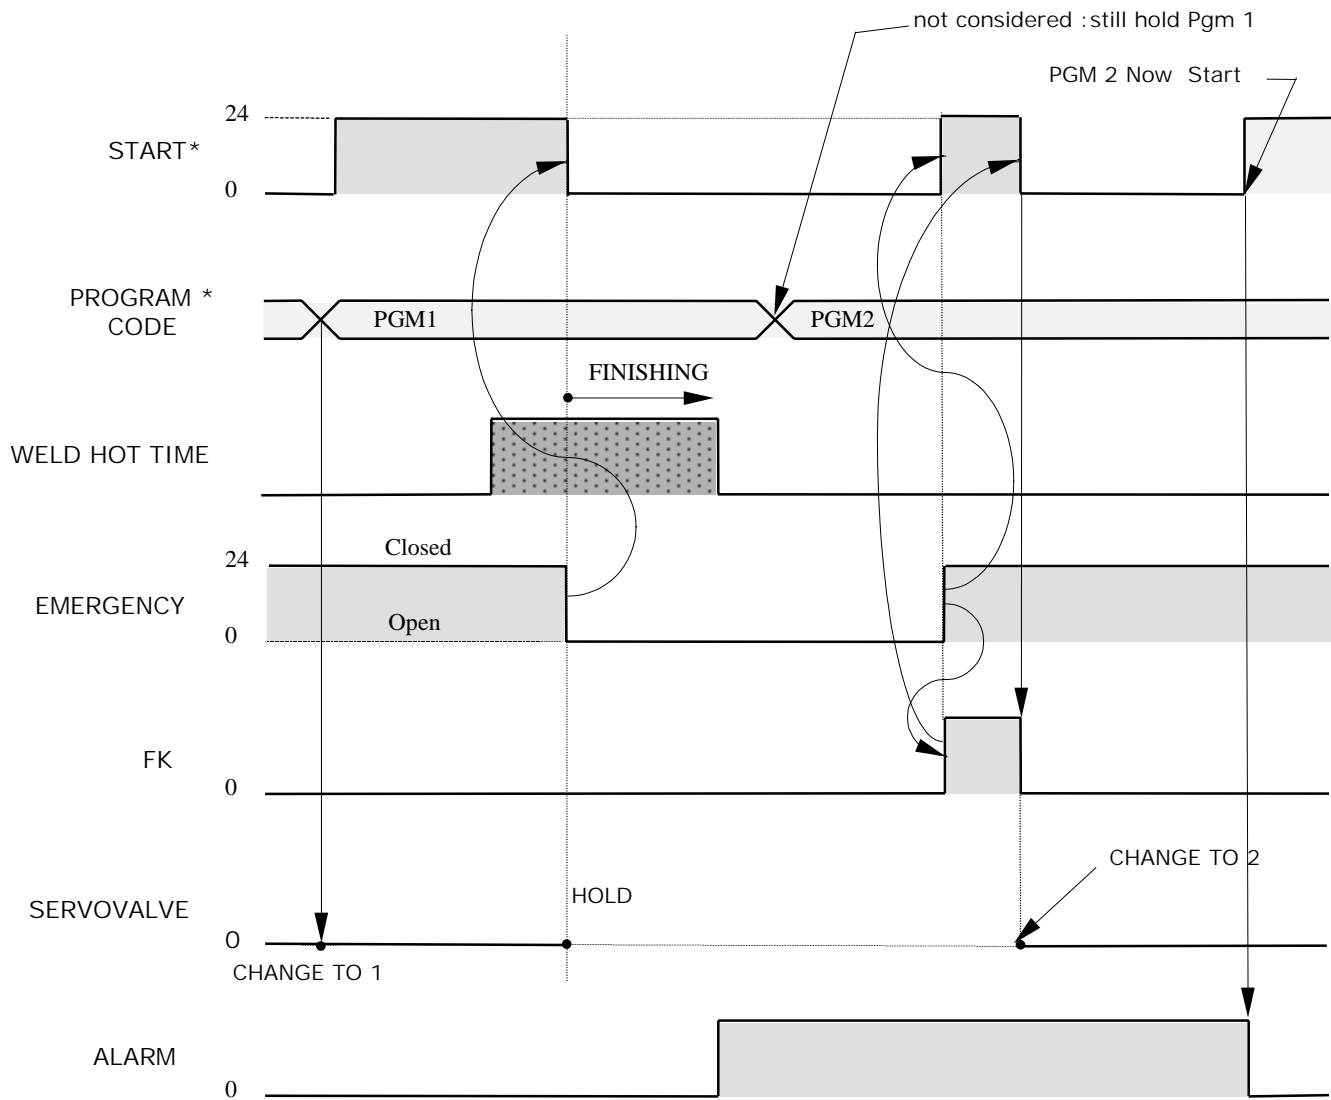 not considered : still hold Pgm 1
PGM 2 Now Start
24
START*
0
PROGRAM *
CODE
PGM1
PGM2
FINISHING
WELD HOT TIME
24
Closed
EMERGENCY
Open
0
FK
0
CHANGE TO 2
HOLD
SERVOVALVE
O
CHANGE TO 1
ALARM
0